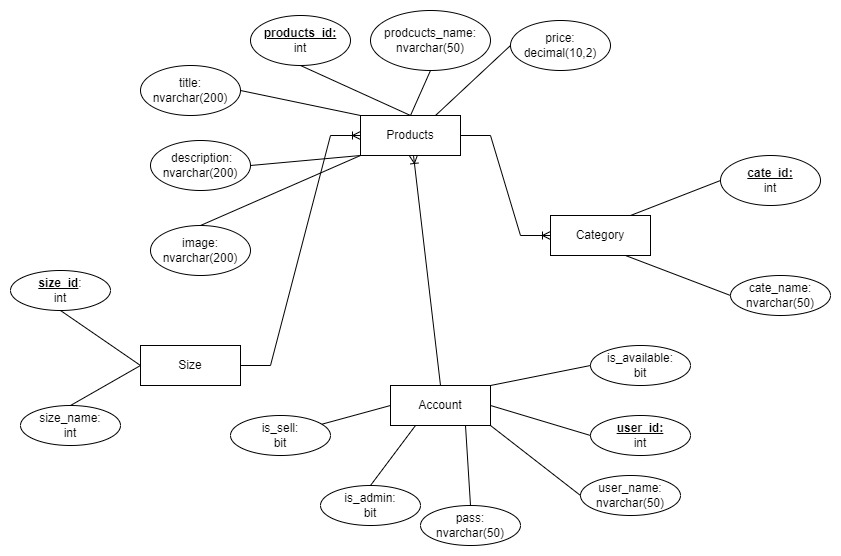 products_id:
int
prodcucts_name:
nvarchar(50)
price:
decimal(10,2)
title:
nvarchar(200)
Products
description:
nvarchar(200)
image:
nvarchar(200)
cate_id:
int
Category
cate_name:
nvarchar(50)
size_id:
int
Size
size_name:
int
is_available:
bit
Account
is_sell:
bit
user_id:
int
is_admin:
bit
pass:
nvarchar(50)
user_name:
nvarchar(50)